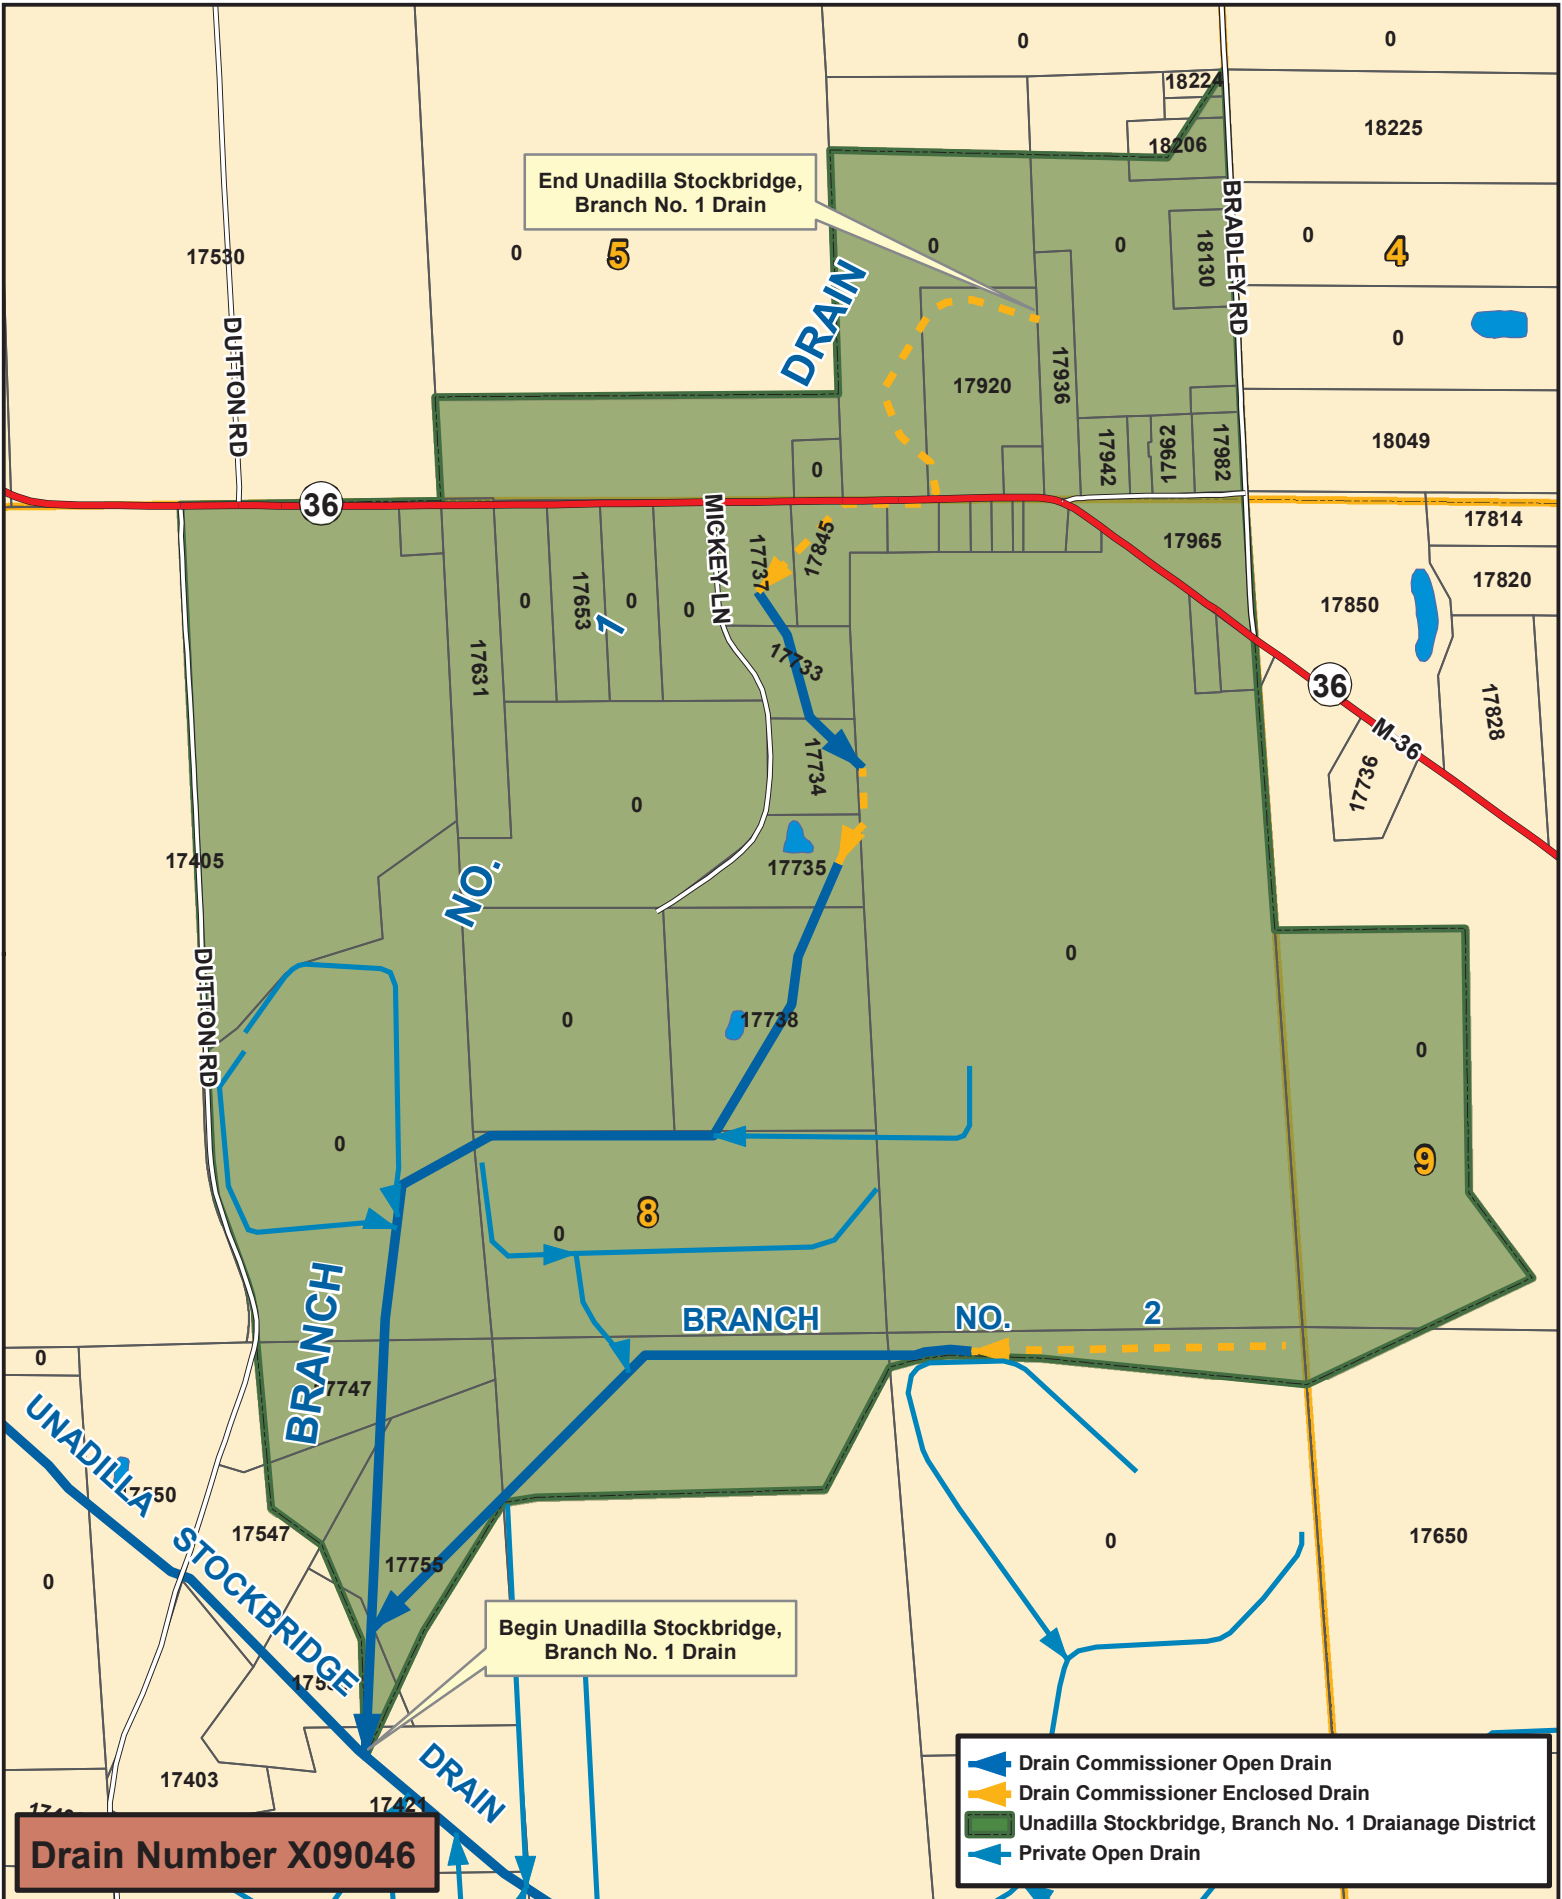 0
0
18224
18225
18206
End Unadilla Stockbridge,
Branch No. 1 Drain
BRADLEY RD
17530
0
5
0
0
18130
0
4
DRAIN
DUTTON RD
0
17920
17936
0
17942
17962
17982
18049
36
MICKEY LN
17737
17845
17965
17814
17820
0
17653
0
1
0
17850
17631
17733
36
M-36
17828
17734
17736
0
17405
17735
NO.
DUTTON RD
0
0
17738
0
0
9
8
0
BRANCH
BRANCH
NO.
2
0
17747
UNADILLA
17547
0
STOCKBRIDGE
17755
0
17650
Begin Unadilla Stockbridge,
Branch No. 1 Drain
DRAIN
17403
17421
Drain Number X09046
Drain Commissioner Open Drain
Drain Commissioner Enclosed Drain
Unadilla Stockbridge, Branch No. 1 Draianage District
Private Open Drain